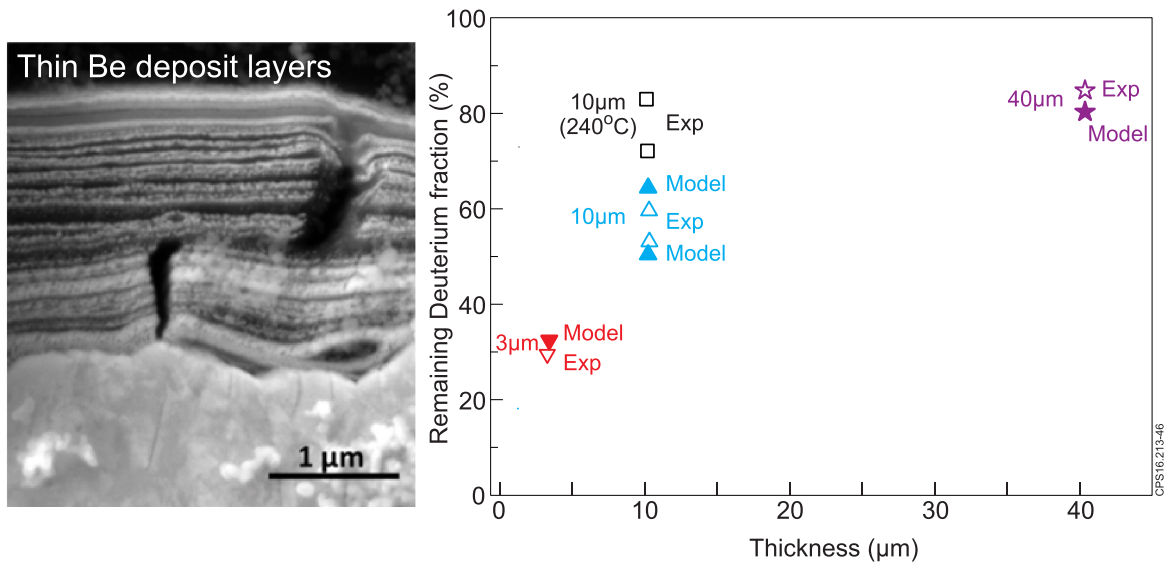 Thin Be deposit layers
1 µm
Remaining Deuterium fraction (%)
100
80
60
40
20
0
0
10
20
30
40
Thickness (µm)
10µm
(240°C)
Exp
Model
10µm
Exp
Model
3µm
Model
Exp
40µm
Exp
Model
CPS16.213-46